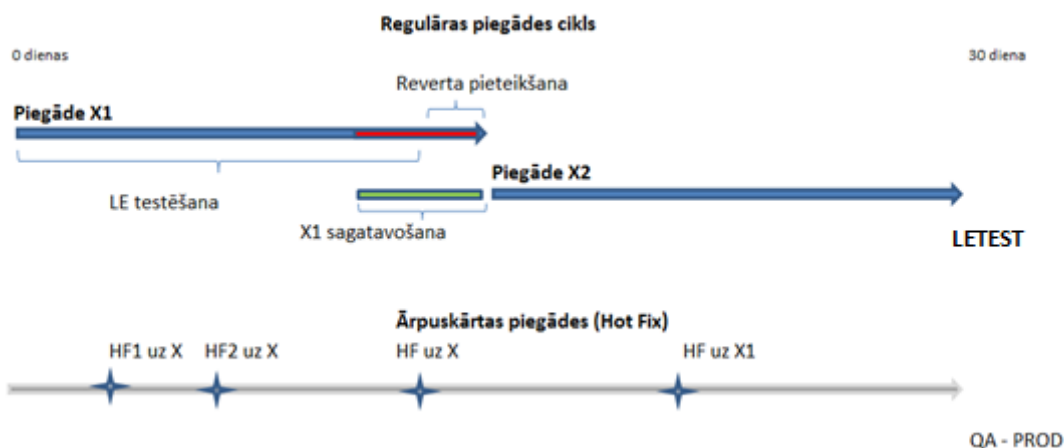 Regulāras piegādes cikls
0 dienas
30 diena
Reverta pieteikšana
Piegāde X1
Piegāde X2
LE testēšana
X1 sagatavošana
LETEST
Ārpuskārtas piegādes (Hot Fix)
HF1 uz X
HF2 uz X
HF uz X
HF uz X1
QA - PROD